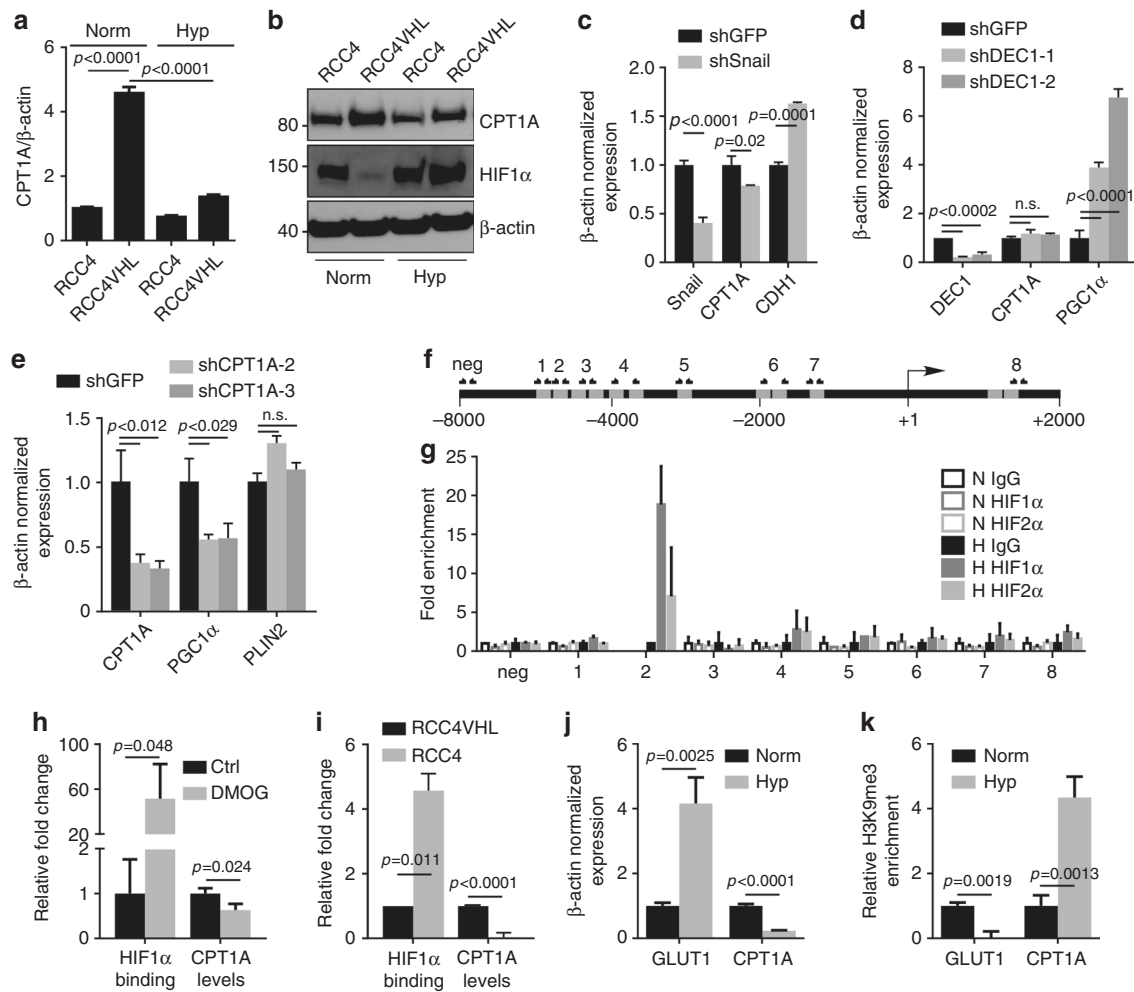 a
Norm
Hyp
p<0.0001
p<0.0001
CPT1A/β-actin
6
4
2
0
RCC4
RCC4VHL
RCC4
RCC4VHL
b
RCC4
RCC4VHL
RCC4
RCC4VHL
80
CPT1A
150
HIF1α
40
β-actin
Norm
Hyp
c
shGFP
shSnail
β-actin normalized
expression
2.0
1.5
1.0
0.5
0.0
p<0.0001
p=0.02
p=0.0001
Snail
CPT1A
CDH1
d
shGFP
shDEC1-1
shDEC1-2
β-actin normalized
expression
8
6
4
2
0
p<0.0002
n.s.
p<0.0001
DEC1
CPT1A
PGC1α
e
shGFP
shCPT1A-2
shCPT1A-3
β-actin normalized
expression
1.5
1.0
0.5
0
p<0.012
p<0.029
n.s.
CPT1A
PGC1α
PLIN2
f
neg
1
2
3
4
5
6
7
8
−8000
−4000
−2000
+1
+2000
g
Fold enrichment
25
20
15
10
5
0
N IgG
N HIF1α
N HIF2α
H IgG
H HIF1α
H HIF2α
neg
1
2
3
4
5
6
7
8
h
Relative fold change
100
60
20
2
1
0
p=0.048
p=0.024
Ctrl
DMOG
HIF1α
binding
CPT1A
levels
i
RCC4VHL
RCC4
Relative fold change
6
4
2
0
p=0.011
p<0.0001
HIF1α
binding
CPT1A
levels
j
Norm
Hyp
β-actin normalized
expression
6
4
2
0
p=0.0025
p<0.0001
GLUT1
CPT1A
k
Norm
Hyp
Relative H3K9me3
enrichment
6
4
2
0
p=0.0019
p=0.0013
GLUT1
CPT1A